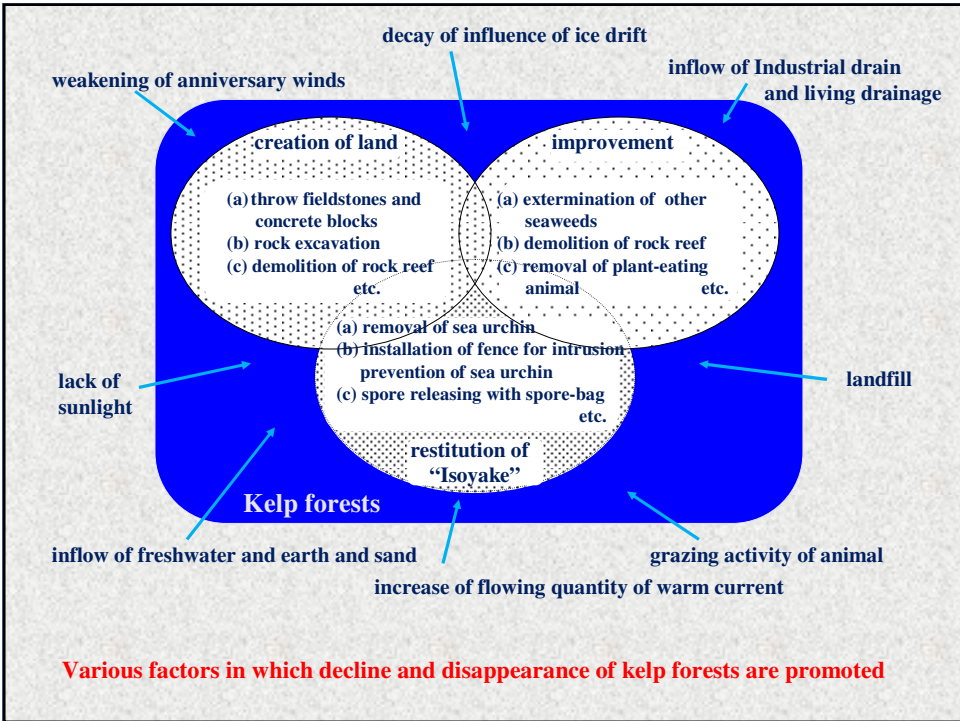 decay of influence of ice drift
weakening of anniversary winds
inflow of Industrial drain
and living drainage
creation of land
(a) throw fieldstones and
concrete blocks
(b) rock excavation
(c) demolition of rock reef
etc.
improvement
(a) extermination of other
seaweeds
(b) demolition of rock reef
(c) removal of plant-eating
animal etc.
(a) removal of sea urchin
(b) installation of fence for intrusion
prevention of sea urchin
(c) spore releasing with spore-bag
etc.
restitution of
“Isoyake”
lack of
sunlight
landfill
Kelp forests
inflow of freshwater and earth and sand
grazing activity of animal
increase of flowing quantity of warm current
Various factors in which decline and disappearance of kelp forests are promoted